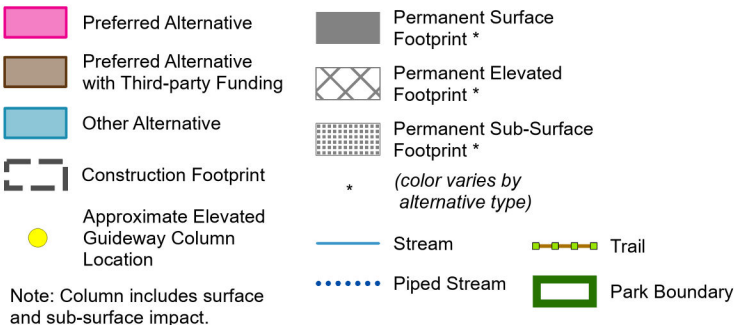 Preferred Alternative
Preferred Alternative
with Third-party Funding
Other Alternative
Construction Footprint
Approximate Elevated
Guideway Column
Location
Note: Column includes surface
and sub-surface impact.
Permanent Surface
Footprint *
Permanent Elevated
Footprint *
Permanent Sub-Surface
Footprint *
* (color varies by
alternative type)
Stream
Piped Stream
Trail
Park Boundary